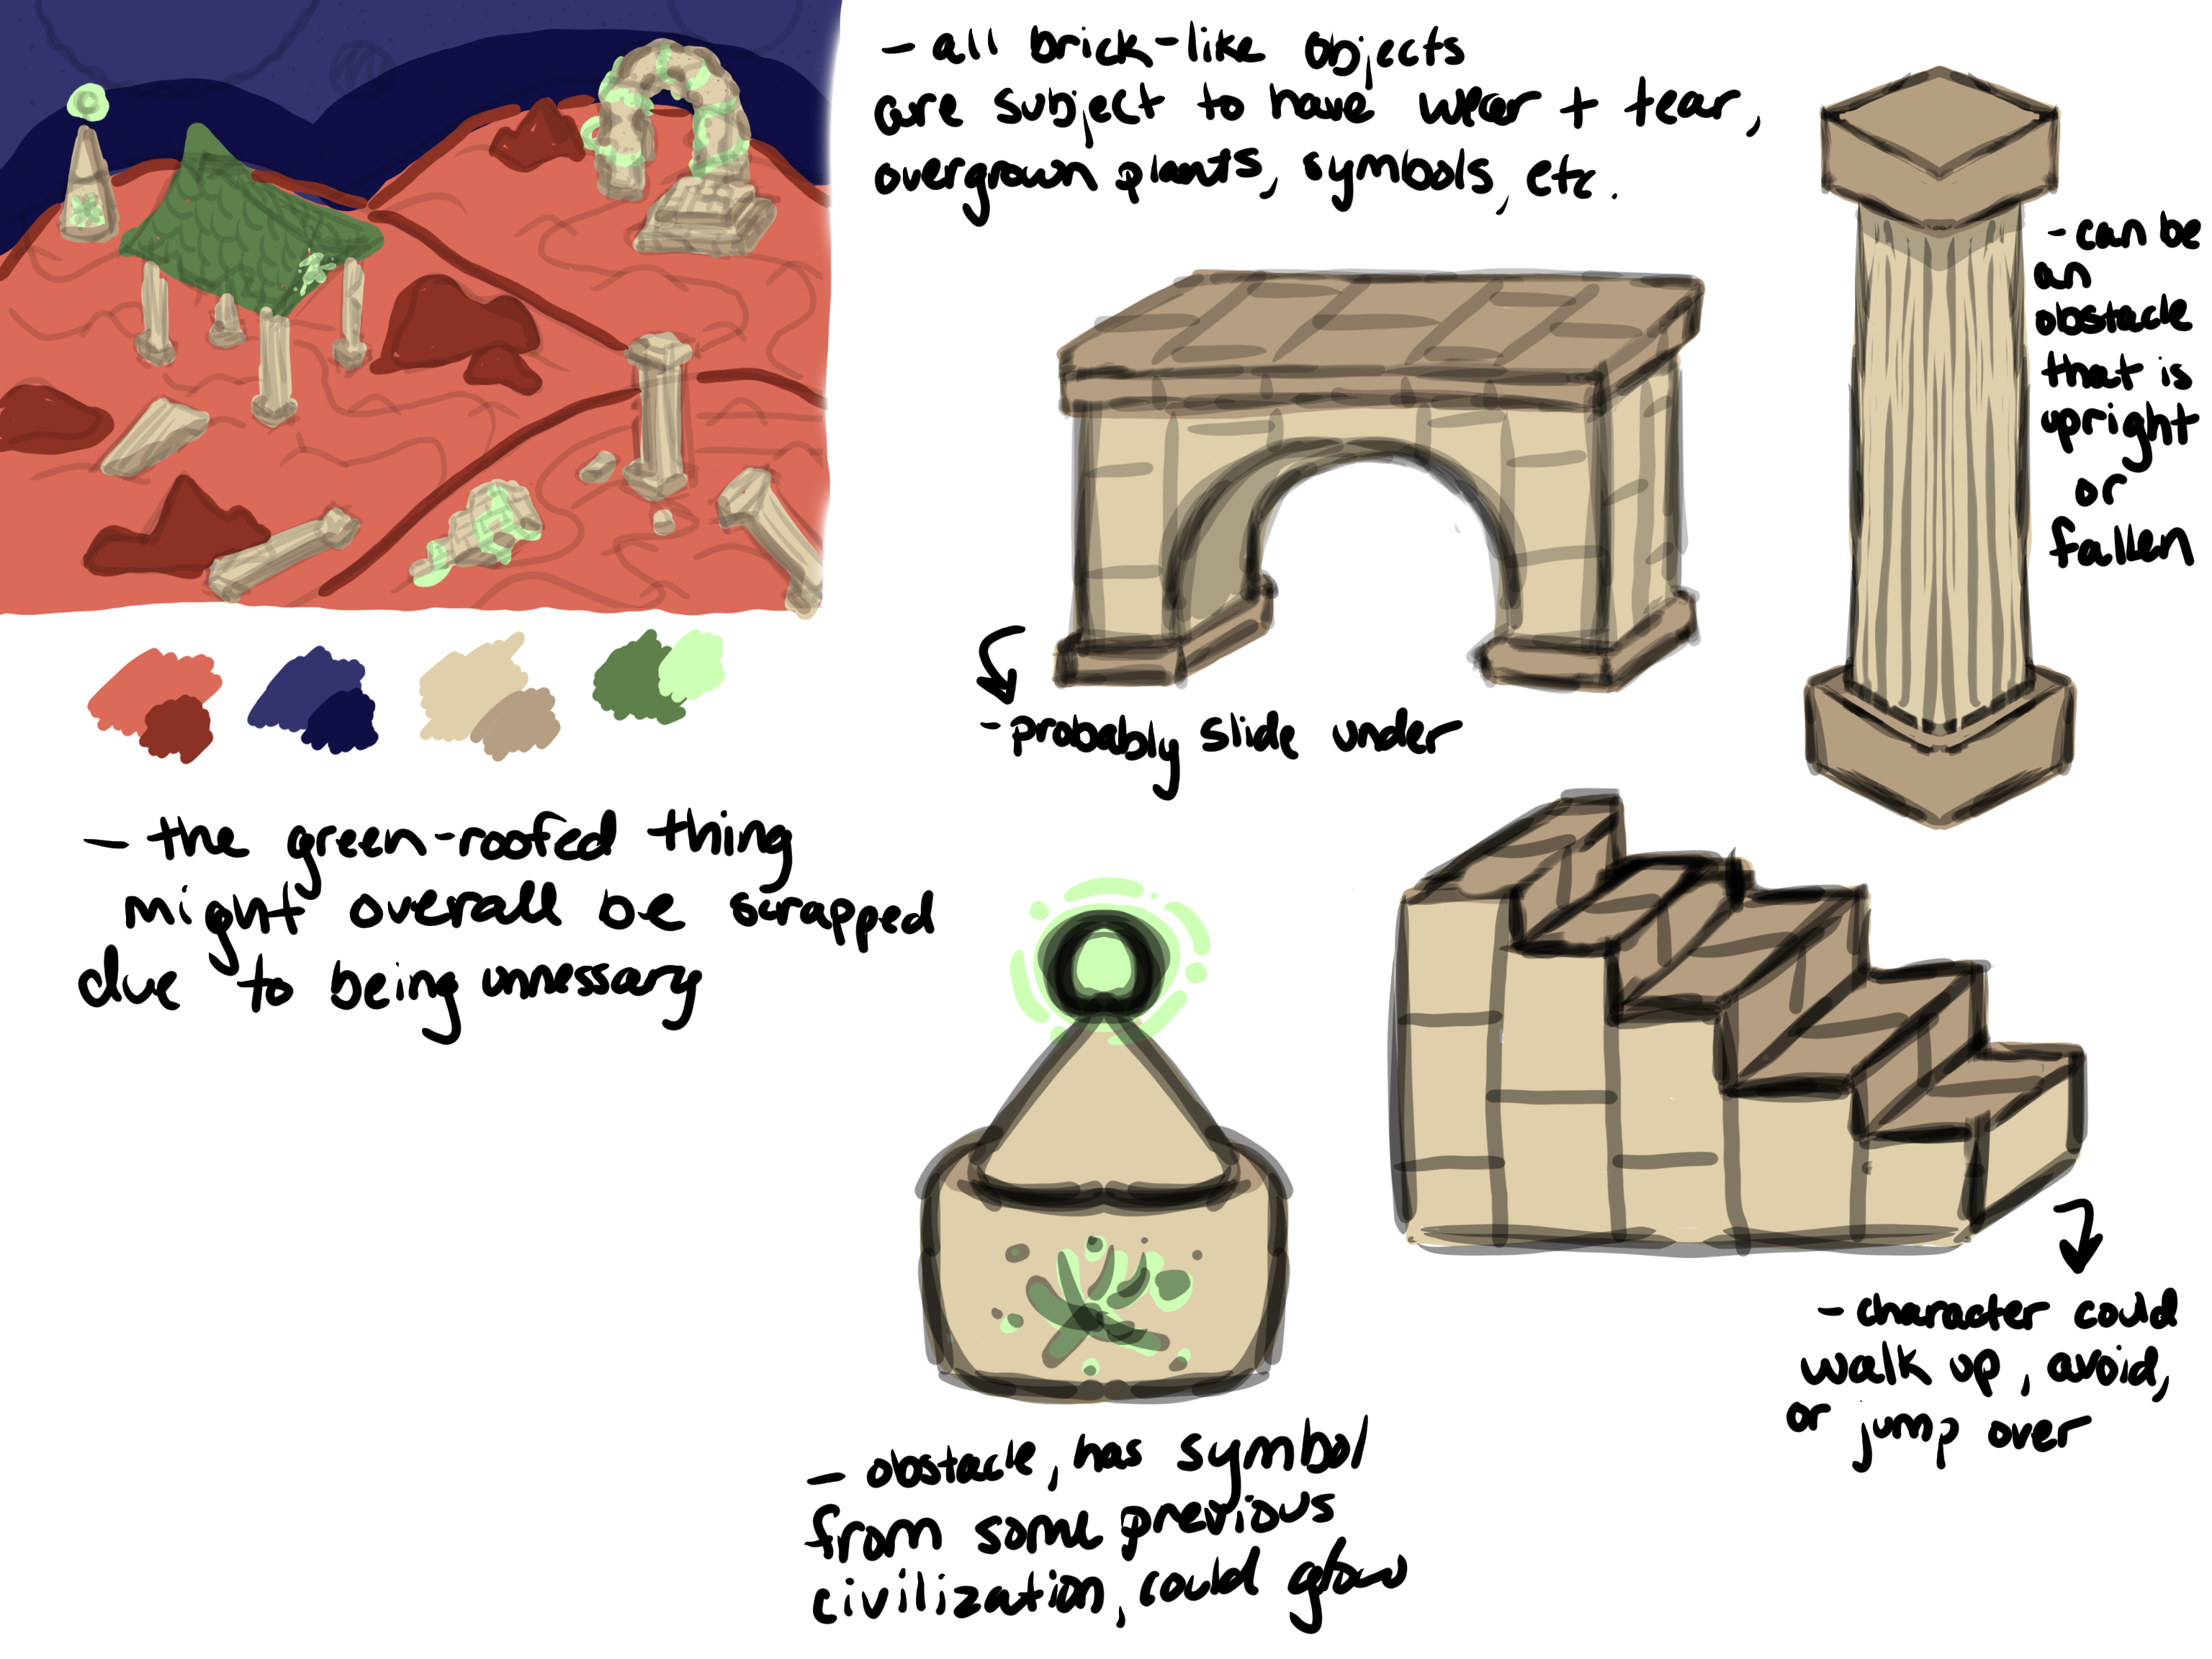 - all brick-like objects
are subject to have wear + tear,
overgrown plants, symbols, etc.
- can be
an
obstacle
that is
upright
or
fallen
- probably slide under
- the green-roofed thing
might overall be scrapped
due to being unnessary
- character could
walk up, avoid,
or jump over
- obstacle, has symbol
from some previous
civilization, could glow